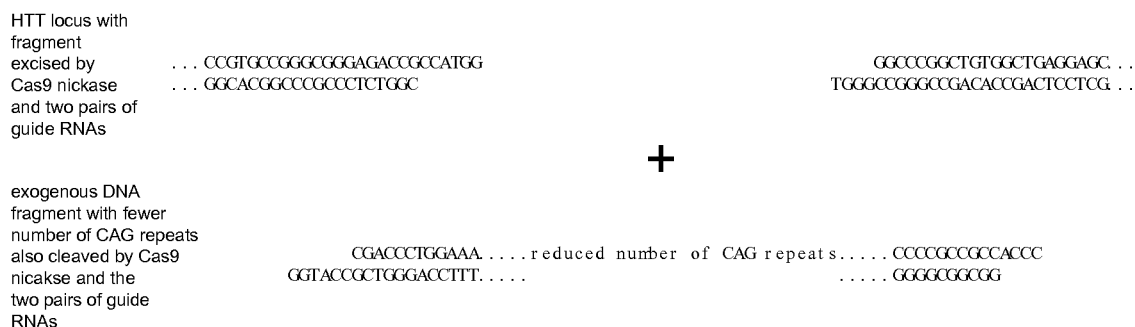 HTT locus with
fragment
excised by
Cas9 nickase
and two pairs of
guide RNAs
. . . CCGTGCCGGGCGGGAGACCGCCATGG
. . . GGCACGGCCCGCCCTCTGGC
GGCCCGGCTGTGGCTGAGGAGC. . .
TGGGCCGGGCCGACACCGACTCCTCG. . .
+
exogenous DNA
fragment with fewer
number of CAG repeats
also cleaved by Cas9
nicakse and the
two pairs of guide
RNAs
CGACCCTGGAAA.....reduced number of CAG repeats.....CCCCGCCGCCACCC
GGTACCGCTGGGACCTTT..... .....GGGGCGGCGG